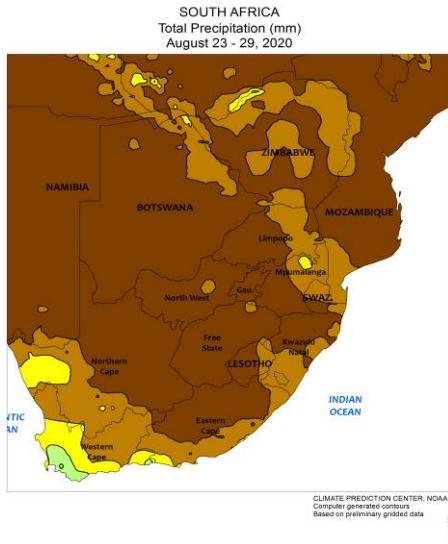 SOUTH AFRICA
Total Precipitation (mm)
August 23 - 29, 2020
ZIMBABWE
NAMIBIA
BOTSWANA
MOZAMBIQUE
Limpopo
Mpumalanga
North West
Gau.
SWAZ.
Free
State
Kwazulu
Natal
Northern
Cape
LESOTHO
INDIAN
OCEAN
NTIC
AN
Eastern
Cape
Western
Cape
CLIMATE PREDICTION CENTER, NOAA
Computer generated contours
Based on preliminary gridded data